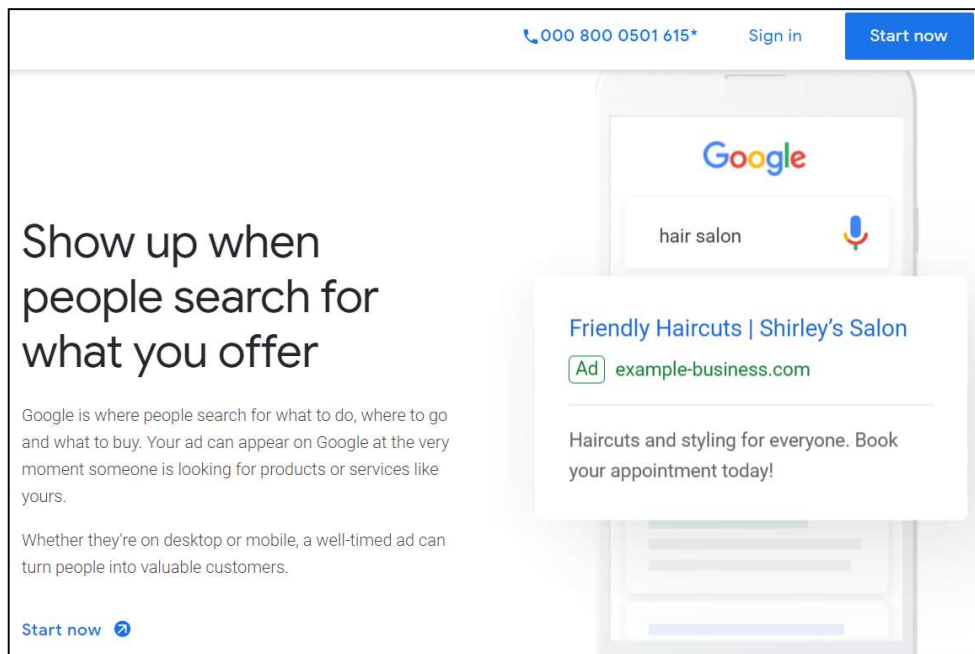 000 800 0501 615*
Sign in
Start now
Show up when
people search for
what you offer
Google is where people search for what to do, where to go
and what to buy. Your ad can appear on Google at the very
moment someone is looking for products or services like
yours.
Whether they're on desktop or mobile, a well-timed ad can
turn people into valuable customers.
Start now
Google
hair salon
Friendly Haircuts | Shirley's Salon
Ad example-business.com
Haircuts and styling for everyone. Book
your appointment today!